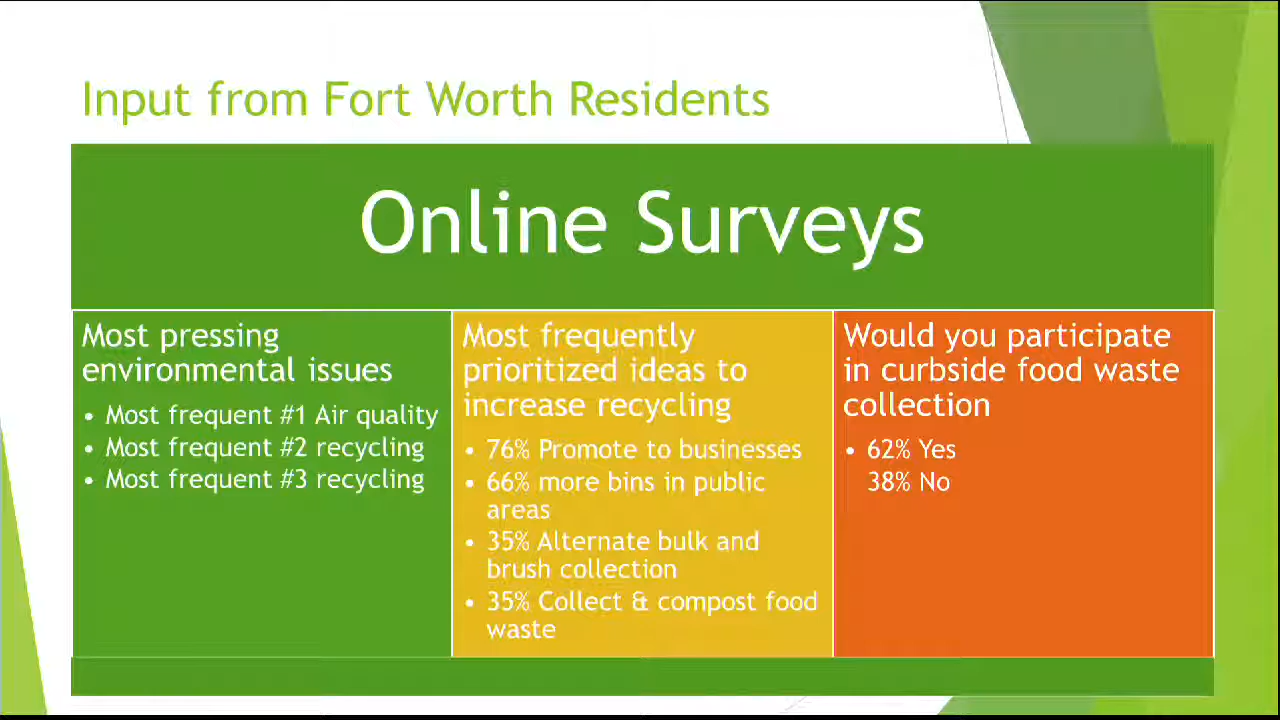 Input from Fort Worth Residents
Online Surveys
Most pressing
environmental issues
• Most frequent #1 Air quality
• Most frequent #2 recycling
• Most frequent #3 recycling
Most frequently
prioritized ideas to
increase recycling
• 76% Promote to businesses
• 66% more bins in public
areas
• 35% Alternate bulk and
brush collection
• 35% Collect & compost food
waste
Would you participate
in curbside food waste
collection
• 62% Yes
38% No